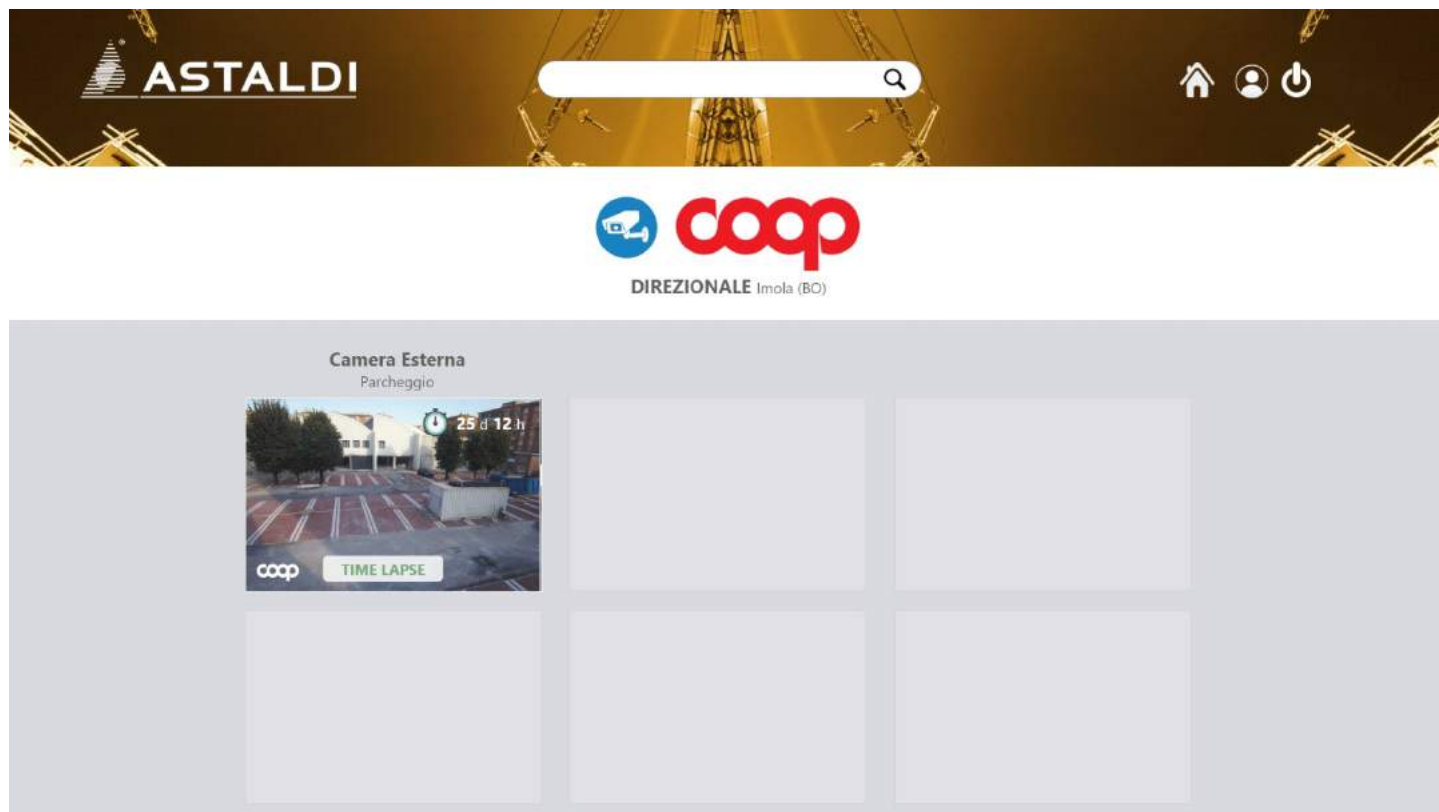 ASTALDI
coop
DIREZIONALE Imola (BO)
Camera Esterna
Parcheggio
25 d 12 h
coop
TIME LAPSE